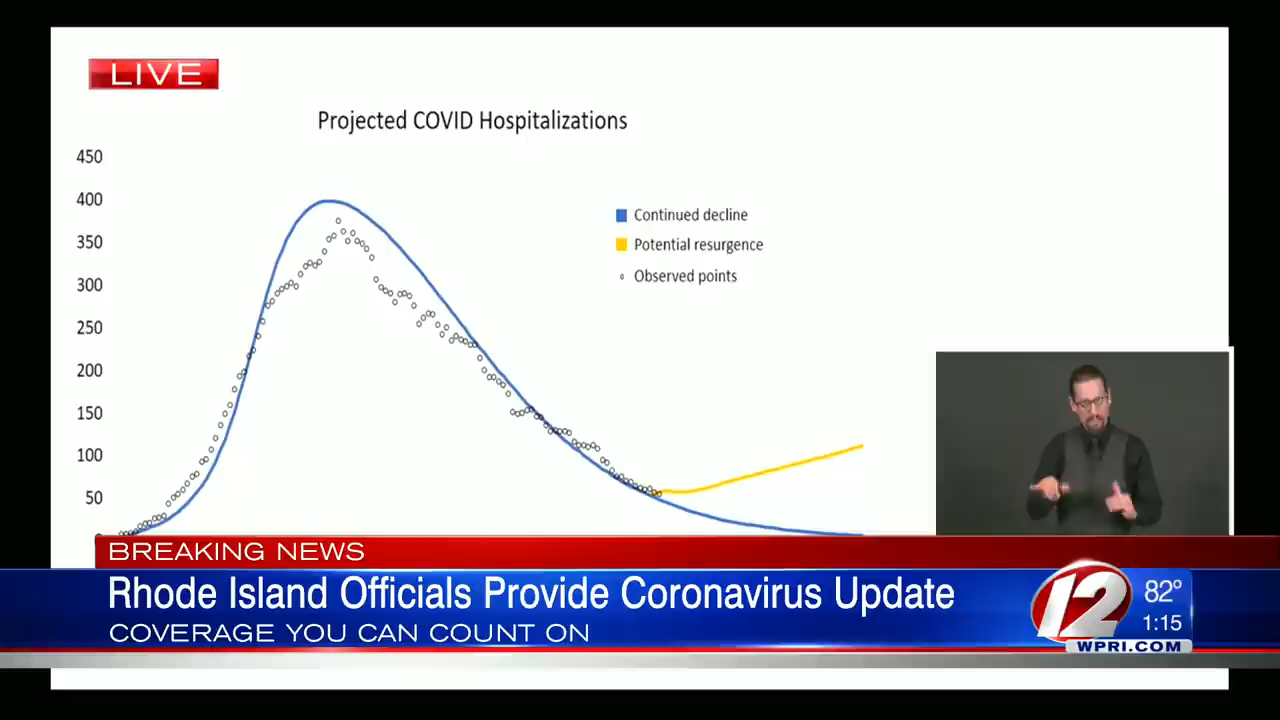 LIVE
Projected COVID Hospitalizations
450
400
350
300
250
200
150
100
50
Continued decline
Potential resurgence
Observed points
BREAKING NEWS
Rhode Island Officials Provide Coronavirus Update
COVERAGE YOU CAN COUNT ON
12
82°
1:15
WPRI.COM